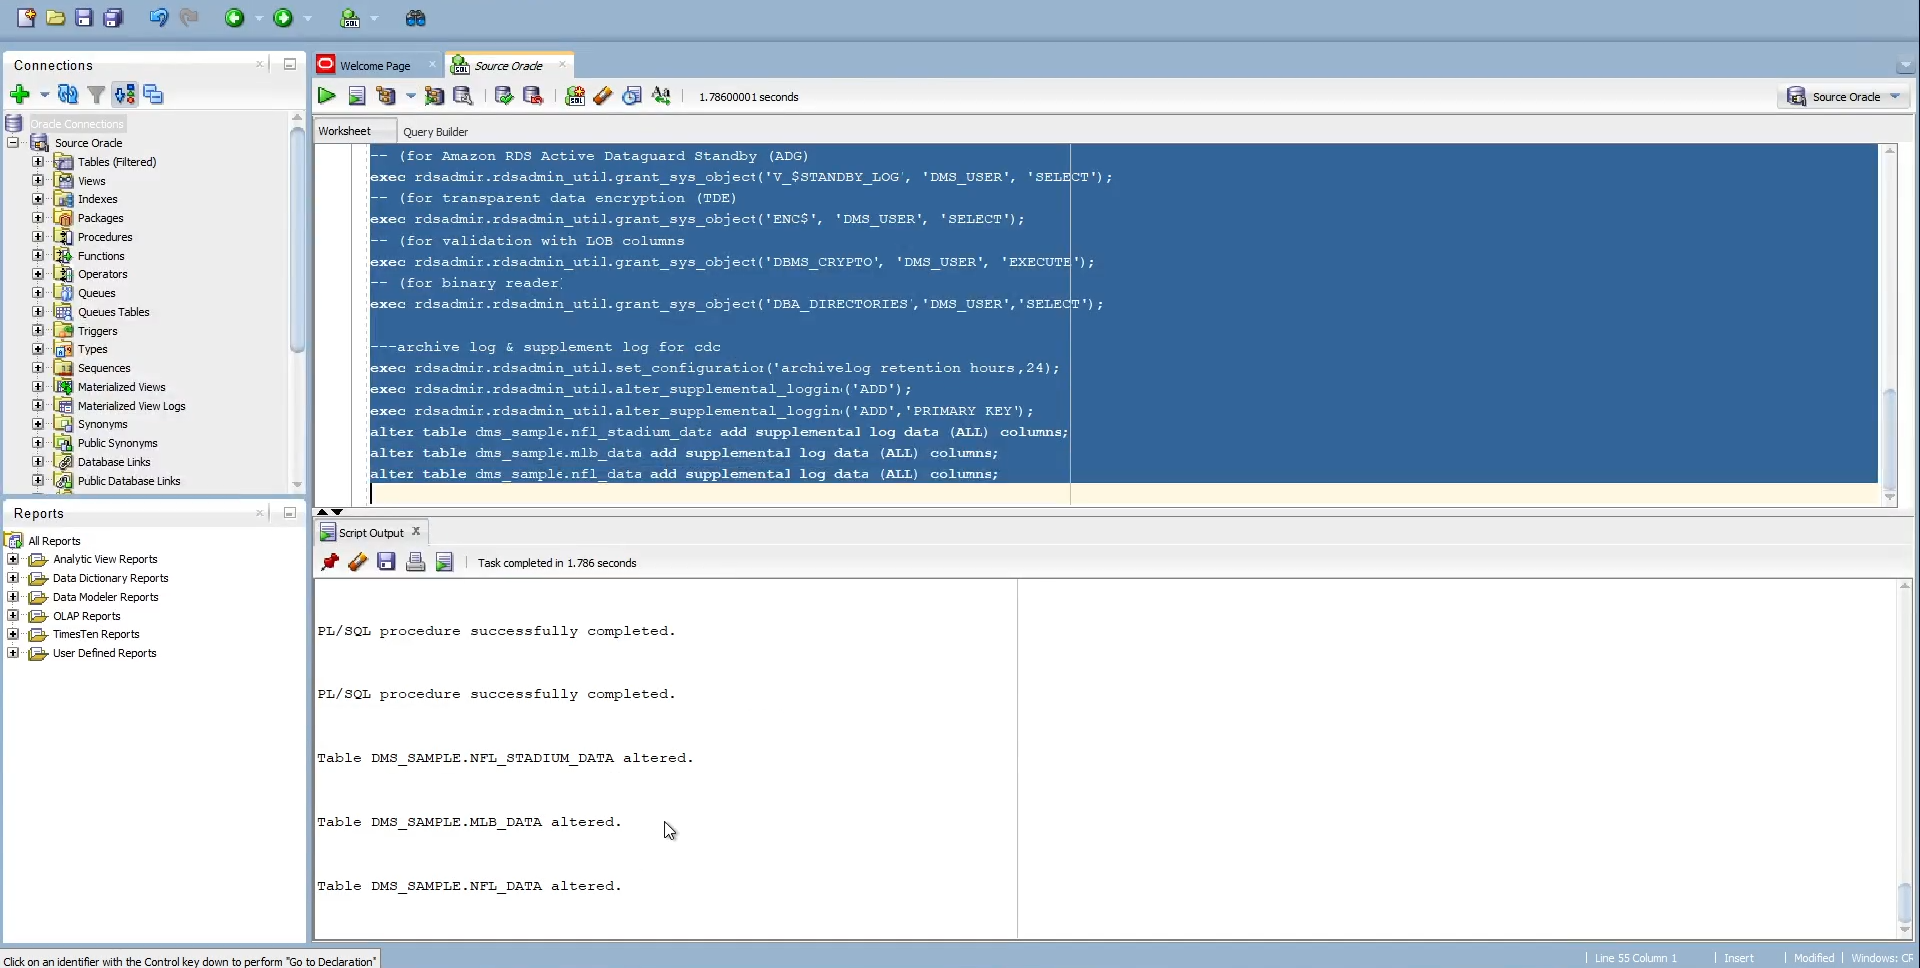 Connections
Welcome Page
Source Oracle
1.78600001 seconds
Source Oracle
Worksheet
Query Builder
Oracle Connections
Source Oracle
Tables (Filtered)
Views
Indexes
Packages
Procedures
Functions
Operators
Queues
Queues Tables
Triggers
Types
Sequences
Materialized Views
Materialized View Logs
Synonyms
Public Synonyms
Database Links
Public Database Links
-- (for Amazon RDS Active Dataguard Standby (ADG)
exec rdsadmir.rdsadmin_util.grant_sys_object('V_$STANDBY_LOG', 'DMS_USER', 'SELECT');
-- (for transparent data encryption (TDE)
exec rdsadmir.rdsadmin_util.grant_sys_object('ENC$', 'DMS_USER', 'SELECT');
-- (for validation with LOB columns
exec rdsadmir.rdsadmin_util.grant_sys_object('DBMS_CRYPTO', 'DMS_USER', 'EXECUTE');
-- (for binary reader)
exec rdsadmir.rdsadmin_util.grant_sys_object('DBA_DIRECTORIES','DMS_USER','SELECT');
---archive log & supplement log for cdc
exec rdsadmir.rdsadmin_util.set_configuration('archivelog retention hours,24);
exec rdsadmir.rdsadmin_util.alter_supplemental_loggin('ADD');
exec rdsadmir.rdsadmin_util.alter_supplemental_loggin('ADD','PRIMARY KEY');
alter table dms_sample.nfl_stadium_data add supplemental log data (ALL) columns;
alter table dms_sample.mlb_data add supplemental log data (ALL) columns;
alter table dms_sample.nfl_data add supplemental log data (ALL) columns;
Reports
All Reports
Analytic View Reports
Data Dictionary Reports
Data Modeler Reports
OLAP Reports
TimesTen Reports
User Defined Reports
Script Output
Task completed in 1.786 seconds
PL/SQL procedure successfully completed.
PL/SQL procedure successfully completed.
Table DMS_SAMPLE.NFL_STADIUM_DATA altered.
Table DMS_SAMPLE.MLB_DATA altered.
Table DMS_SAMPLE.NFL_DATA altered.
Click on an identifier with the Control key down to perform "Go to Declaration"
Line 55 Column 1
Insert
Modified
Windows: CR